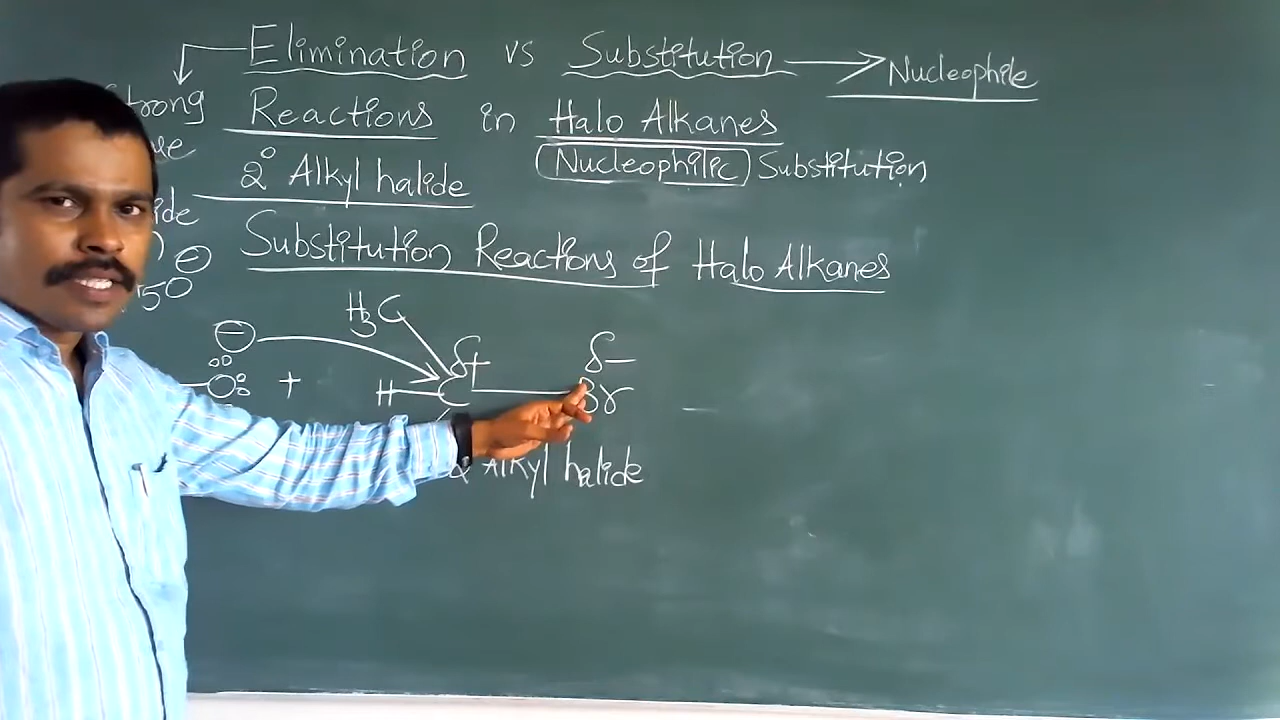 Elimination vs Substitution → Nucleophile
Reactions in Halo Alkanes
2° Alkyl halide (Nucleophilic) Substitution
Substitution Reactions of Halo Alkanes
H3C
δ+ δ−
+ H C Br
Alkyl halide